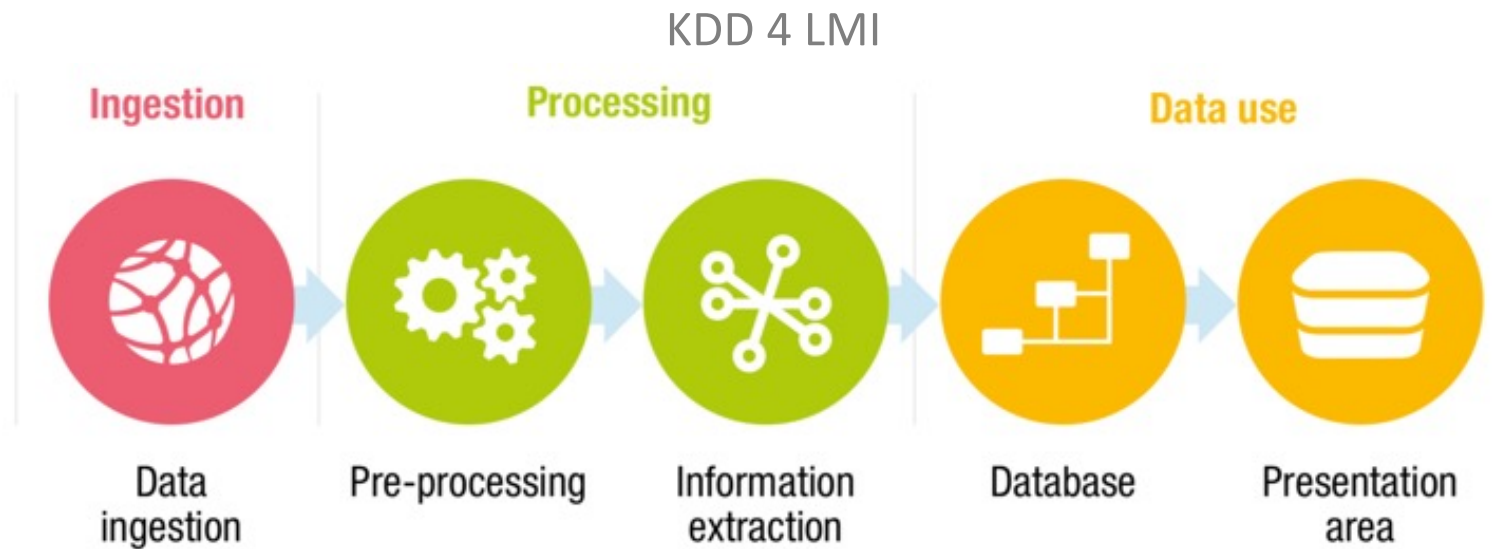 KDD 4 LMI
Ingestion
Processing
Data use
Data
ingestion
Pre-processing
Information
extraction
Database
Presentation
area